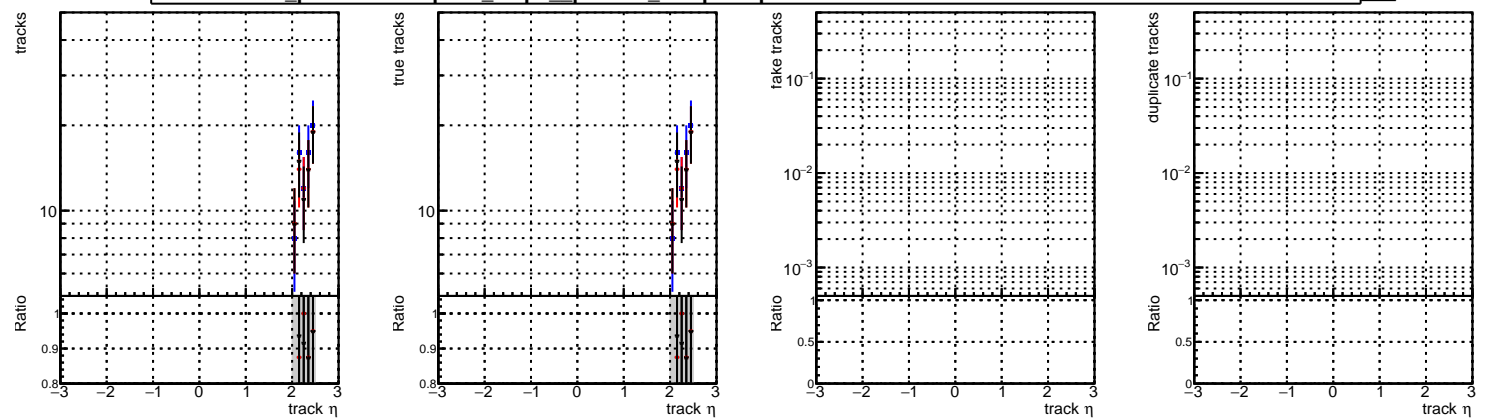 tracks
10
Ratio
1
0.9
0.8
−3 −2 −1 0 1 2 3
track η
true tracks
10
Ratio
1
0.9
0.8
−3 −2 −1 0 1 2 3
track η
fake tracks
10⁻¹
10⁻²
10⁻³
Ratio
1
0.5
0
−3 −2 −1 0 1 2 3
track η
duplicate tracks
10⁻¹
10⁻²
10⁻³
Ratio
1
0.5
0
−3 −2 −1 0 1 2 3
track η